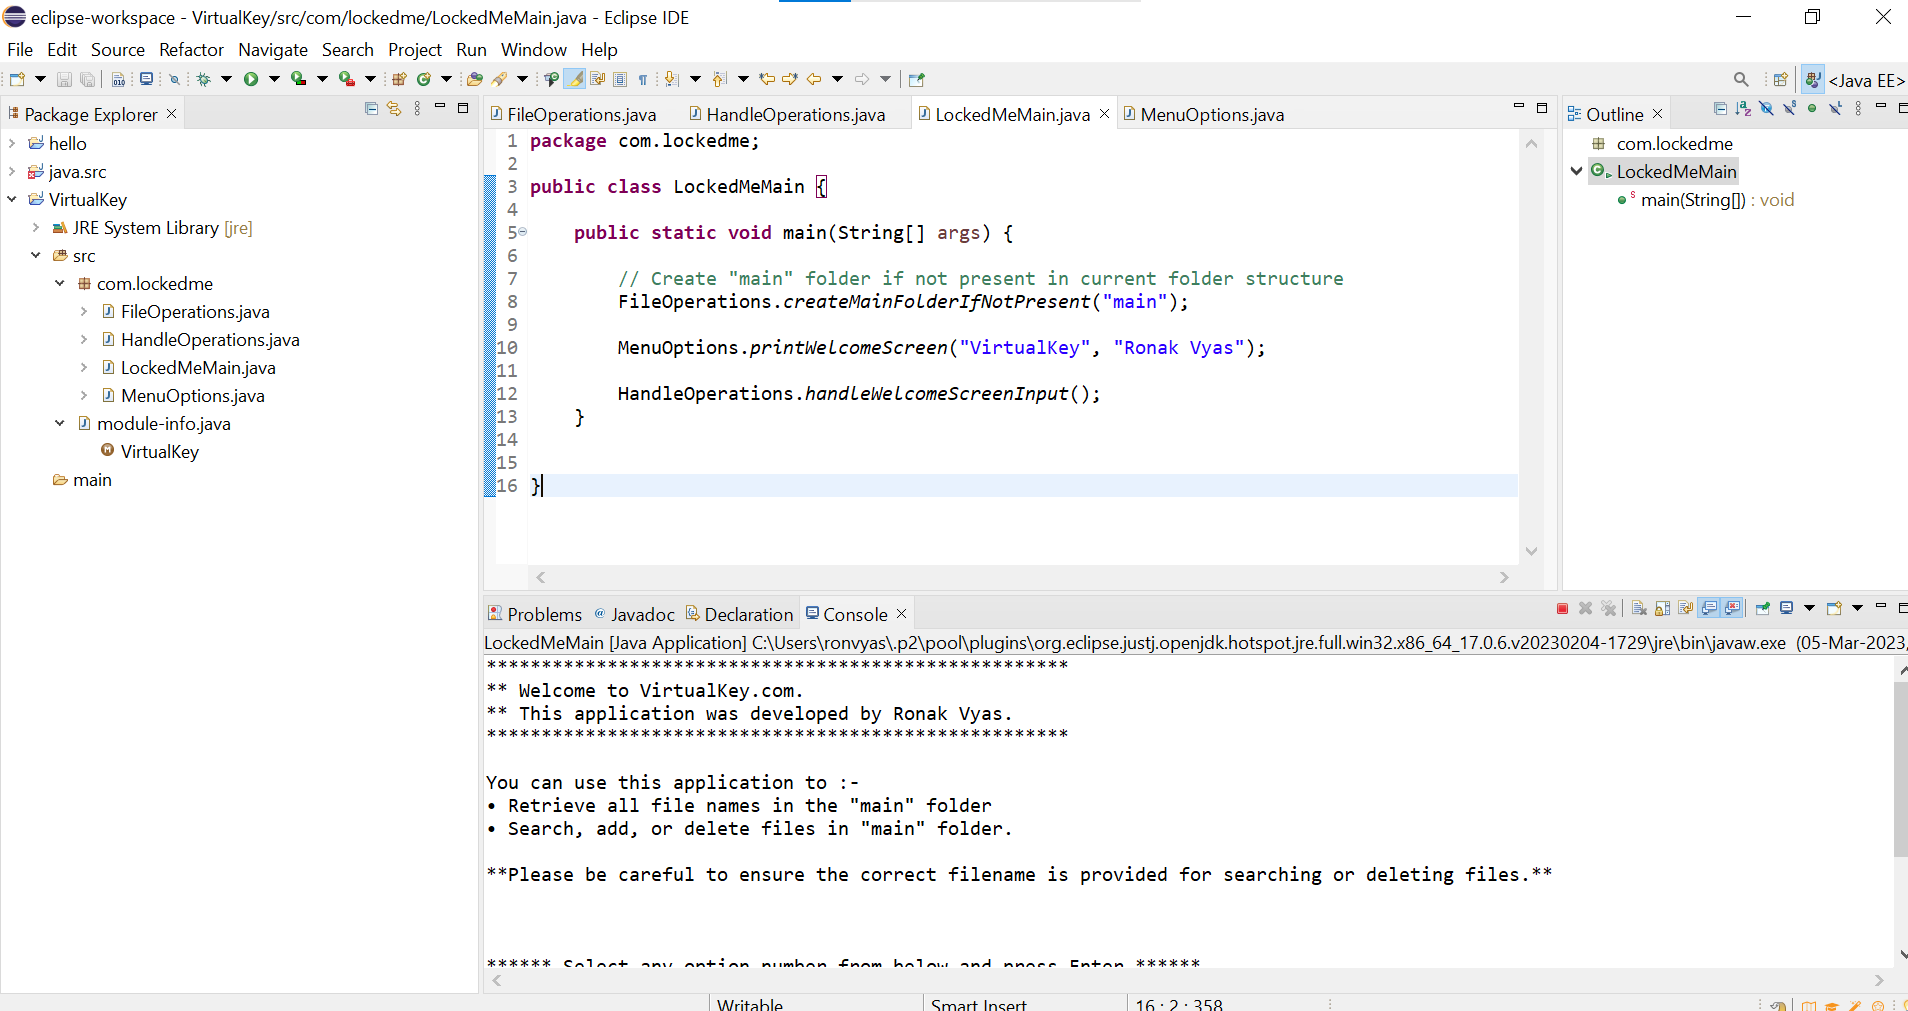 eclipse-workspace - VirtualKey/src/com/lockedme/LockedMeMain.java - Eclipse IDE
File Edit Source Refactor Navigate Search Project Run Window Help
<Java EE>
Package Explorer
hello
java.src
VirtualKey
JRE System Library [jre]
src
com.lockedme
FileOperations.java
HandleOperations.java
LockedMeMain.java
MenuOptions.java
module-info.java
VirtualKey
main
FileOperations.java HandleOperations.java LockedMeMain.java MenuOptions.java
1 package com.lockedme;
2
3 public class LockedMeMain {
4
5 public static void main(String[] args) {
6
7 // Create "main" folder if not present in current folder structure
8 FileOperations.createMainFolderIfNotPresent("main");
9
10 MenuOptions.printWelcomeScreen("VirtualKey", "Ronak Vyas");
11
12 HandleOperations.handleWelcomeScreenInput();
13 }
14
15
16 }
Outline
com.lockedme
LockedMeMain
main(String[]) : void
Problems Javadoc Declaration Console
LockedMeMain [Java Application] C:\Users\ronvyas\.p2\pool\plugins\org.eclipse.justj.openjdk.hotspot.jre.full.win32.x86_64_17.0.6.v20230204-1729\jre\bin\javaw.exe (05-Mar-2023,
*****************************************************
** Welcome to VirtualKey.com.
** This application was developed by Ronak Vyas.
*****************************************************
You can use this application to :-
• Retrieve all file names in the "main" folder
• Search, add, or delete files in "main" folder.
**Please be careful to ensure the correct filename is provided for searching or deleting files.**
****** Select any option number from below and press Enter ******
Writable Smart Insert 16 : 2 : 358